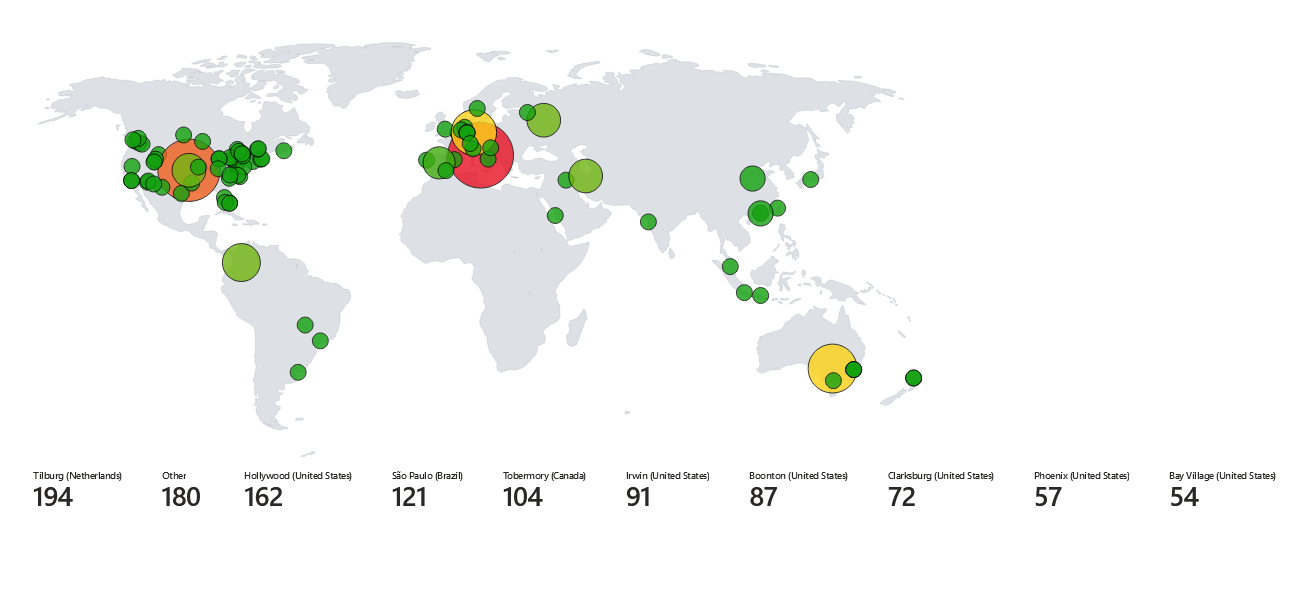 Tilburg (Netherlands) Other Hollywood (United States) São Paulo (Brazil) Tobermory (Canada) Irwin (United States) Boonton (United States) Clarksburg (United States) Phoenix (United States) Bay Village (United States)
194 180 162 121 104 91 87 72 57 54